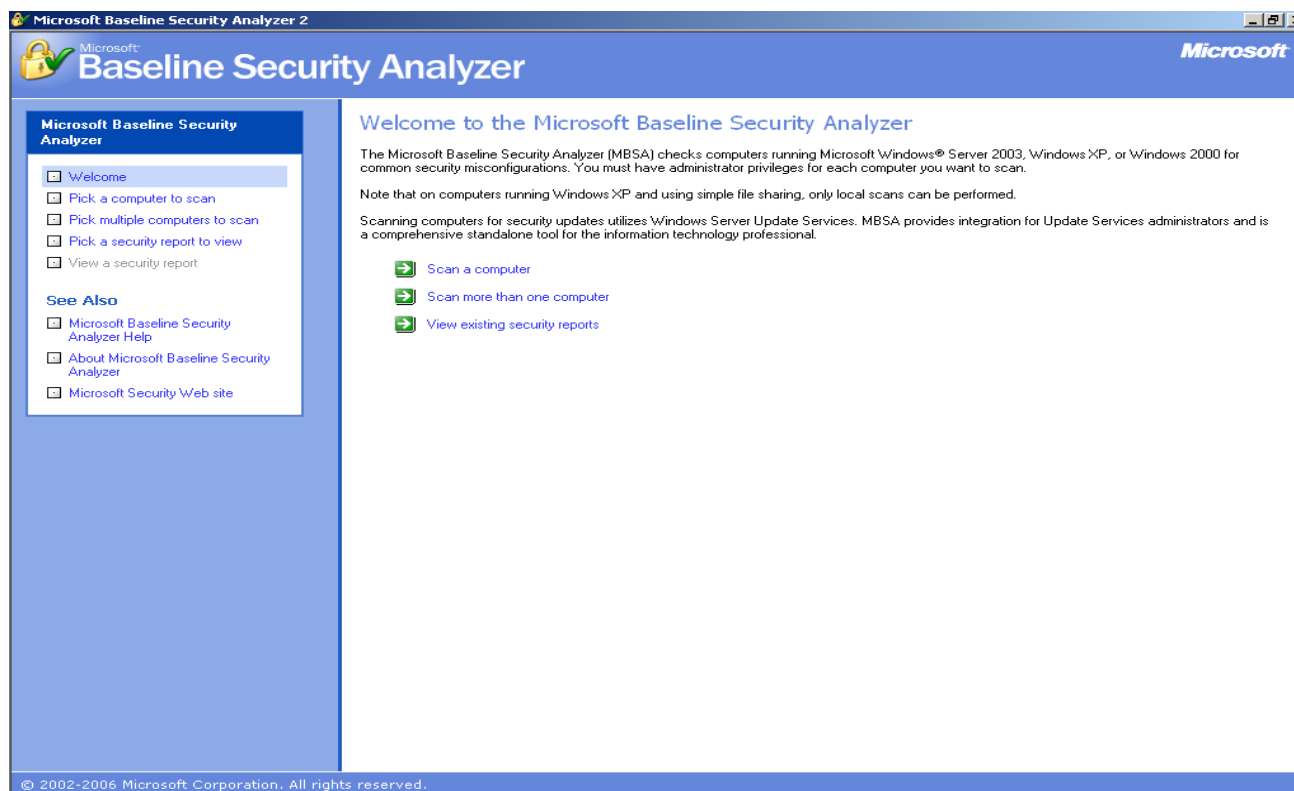 Microsoft Baseline Security Analyzer 2
Microsoft
Baseline Security Analyzer
Microsoft
Microsoft Baseline Security
Analyzer
Welcome
Pick a computer to scan
Pick multiple computers to scan
Pick a security report to view
View a security report
See Also
Microsoft Baseline Security
Analyzer Help
About Microsoft Baseline Security
Analyzer
Microsoft Security Web site
Welcome to the Microsoft Baseline Security Analyzer
The Microsoft Baseline Security Analyzer (MBSA) checks computers running Microsoft Windows® Server 2003, Windows XP, or Windows 2000 for
common security misconfigurations. You must have administrator privileges for each computer you want to scan.
Note that on computers running Windows XP and using simple file sharing, only local scans can be performed.
Scanning computers for security updates utilizes Windows Server Update Services. MBSA provides integration for Update Services administrators and is
a comprehensive standalone tool for the information technology professional.
Scan a computer
Scan more than one computer
View existing security reports
© 2002-2006 Microsoft Corporation. All rights reserved.